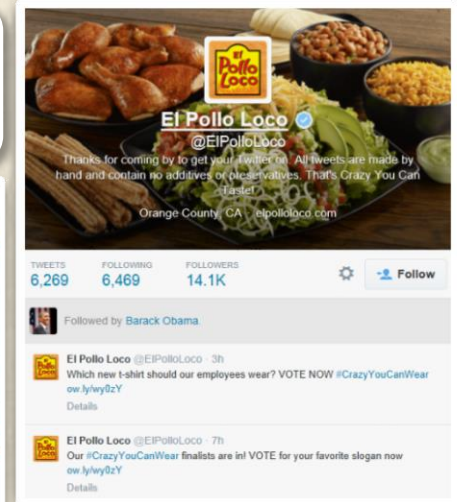 El
Pollo
Loco
El Pollo Loco
@ElPolloLoco
Thanks for coming by to get your Twitter on. All tweets are made by
hand and contain no additives or preservatives. That's Crazy You Can
Taste!
Orange County, CA · elpolloloco.com
TWEETS FOLLOWING FOLLOWERS
6,269 6,469 14.1K
Follow
Followed by Barack Obama.
El Pollo Loco @ElPolloLoco · 3h
Which new t-shirt should our employees wear? VOTE NOW #CrazyYouCanWear
ow.ly/wy0zY
Details
El Pollo Loco @ElPolloLoco · 7h
Our #CrazyYouCanWear finalists are in! VOTE for your favorite slogan now
ow.ly/wy0zY
Details